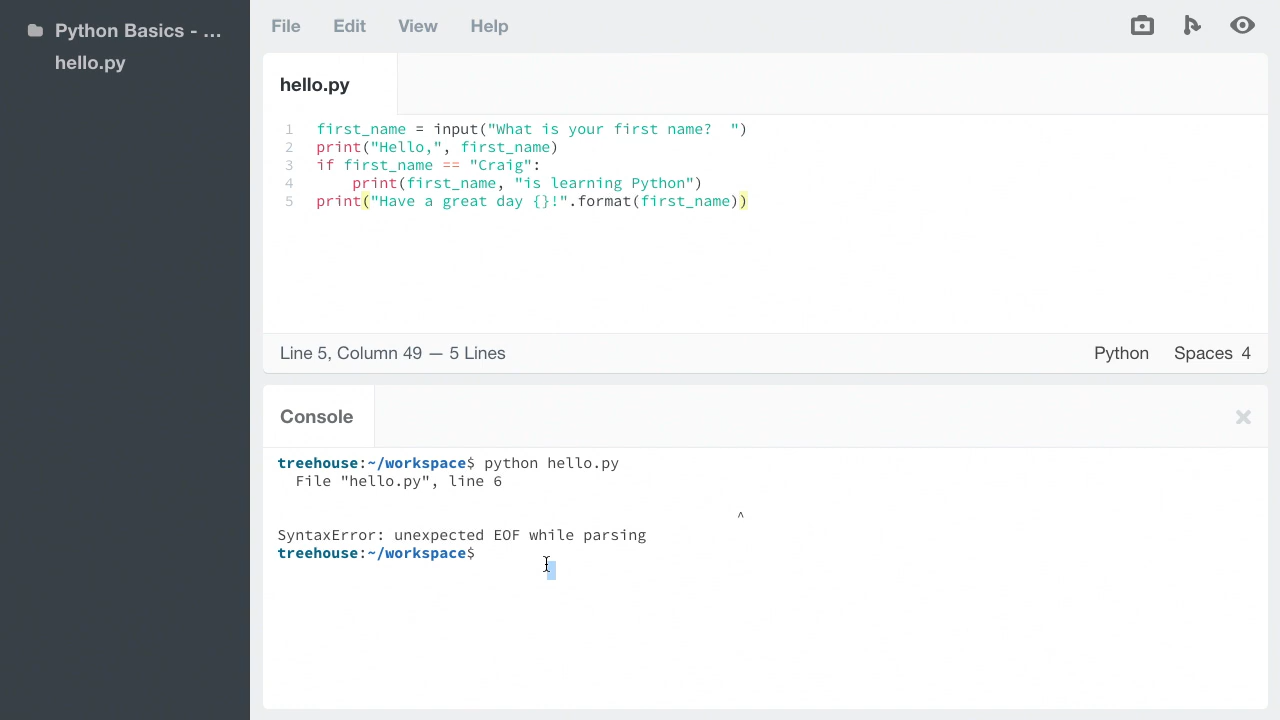 Python Basics - ...
hello.py
File Edit View Help
hello.py
1 first_name = input("What is your first name?  ")
2 print("Hello,", first_name)
3 if first_name == "Craig":
4     print(first_name, "is learning Python")
5 print("Have a great day {}!".format(first_name))
Line 5, Column 49 — 5 Lines
Python Spaces 4
Console
treehouse:~/workspace$ python hello.py
  File "hello.py", line 6
^
SyntaxError: unexpected EOF while parsing
treehouse:~/workspace$